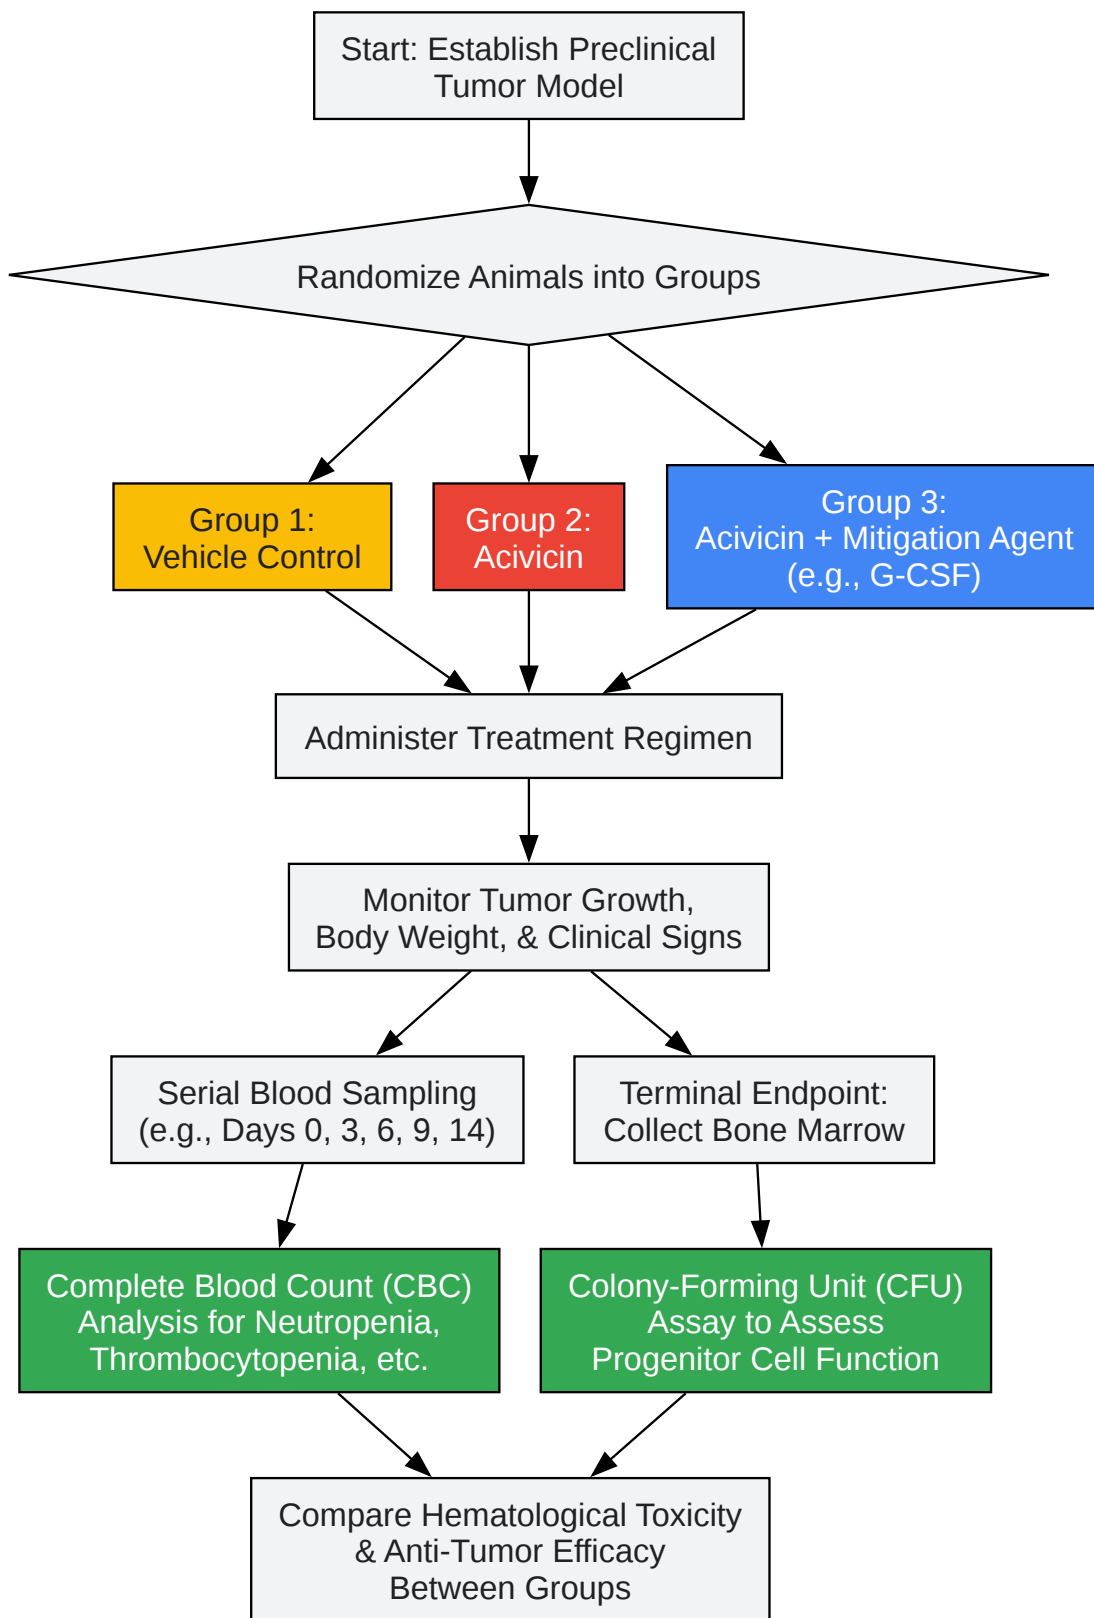 Start: Establish Preclinical
Tumor Model
Randomize Animals into Groups
Group 1:
Vehicle Control
Group 2:
Acivicin
Group 3:
Acivicin + Mitigation Agent
(e.g., G-CSF)
Administer Treatment Regimen
Monitor Tumor Growth,
Body Weight, & Clinical Signs
Serial Blood Sampling
(e.g., Days 0, 3, 6, 9, 14)
Terminal Endpoint:
Collect Bone Marrow
Complete Blood Count (CBC)
Analysis for Neutropenia,
Thrombocytopenia, etc.
Colony-Forming Unit (CFU)
Assay to Assess
Progenitor Cell Function
Compare Hematological Toxicity
& Anti-Tumor Efficacy
Between Groups